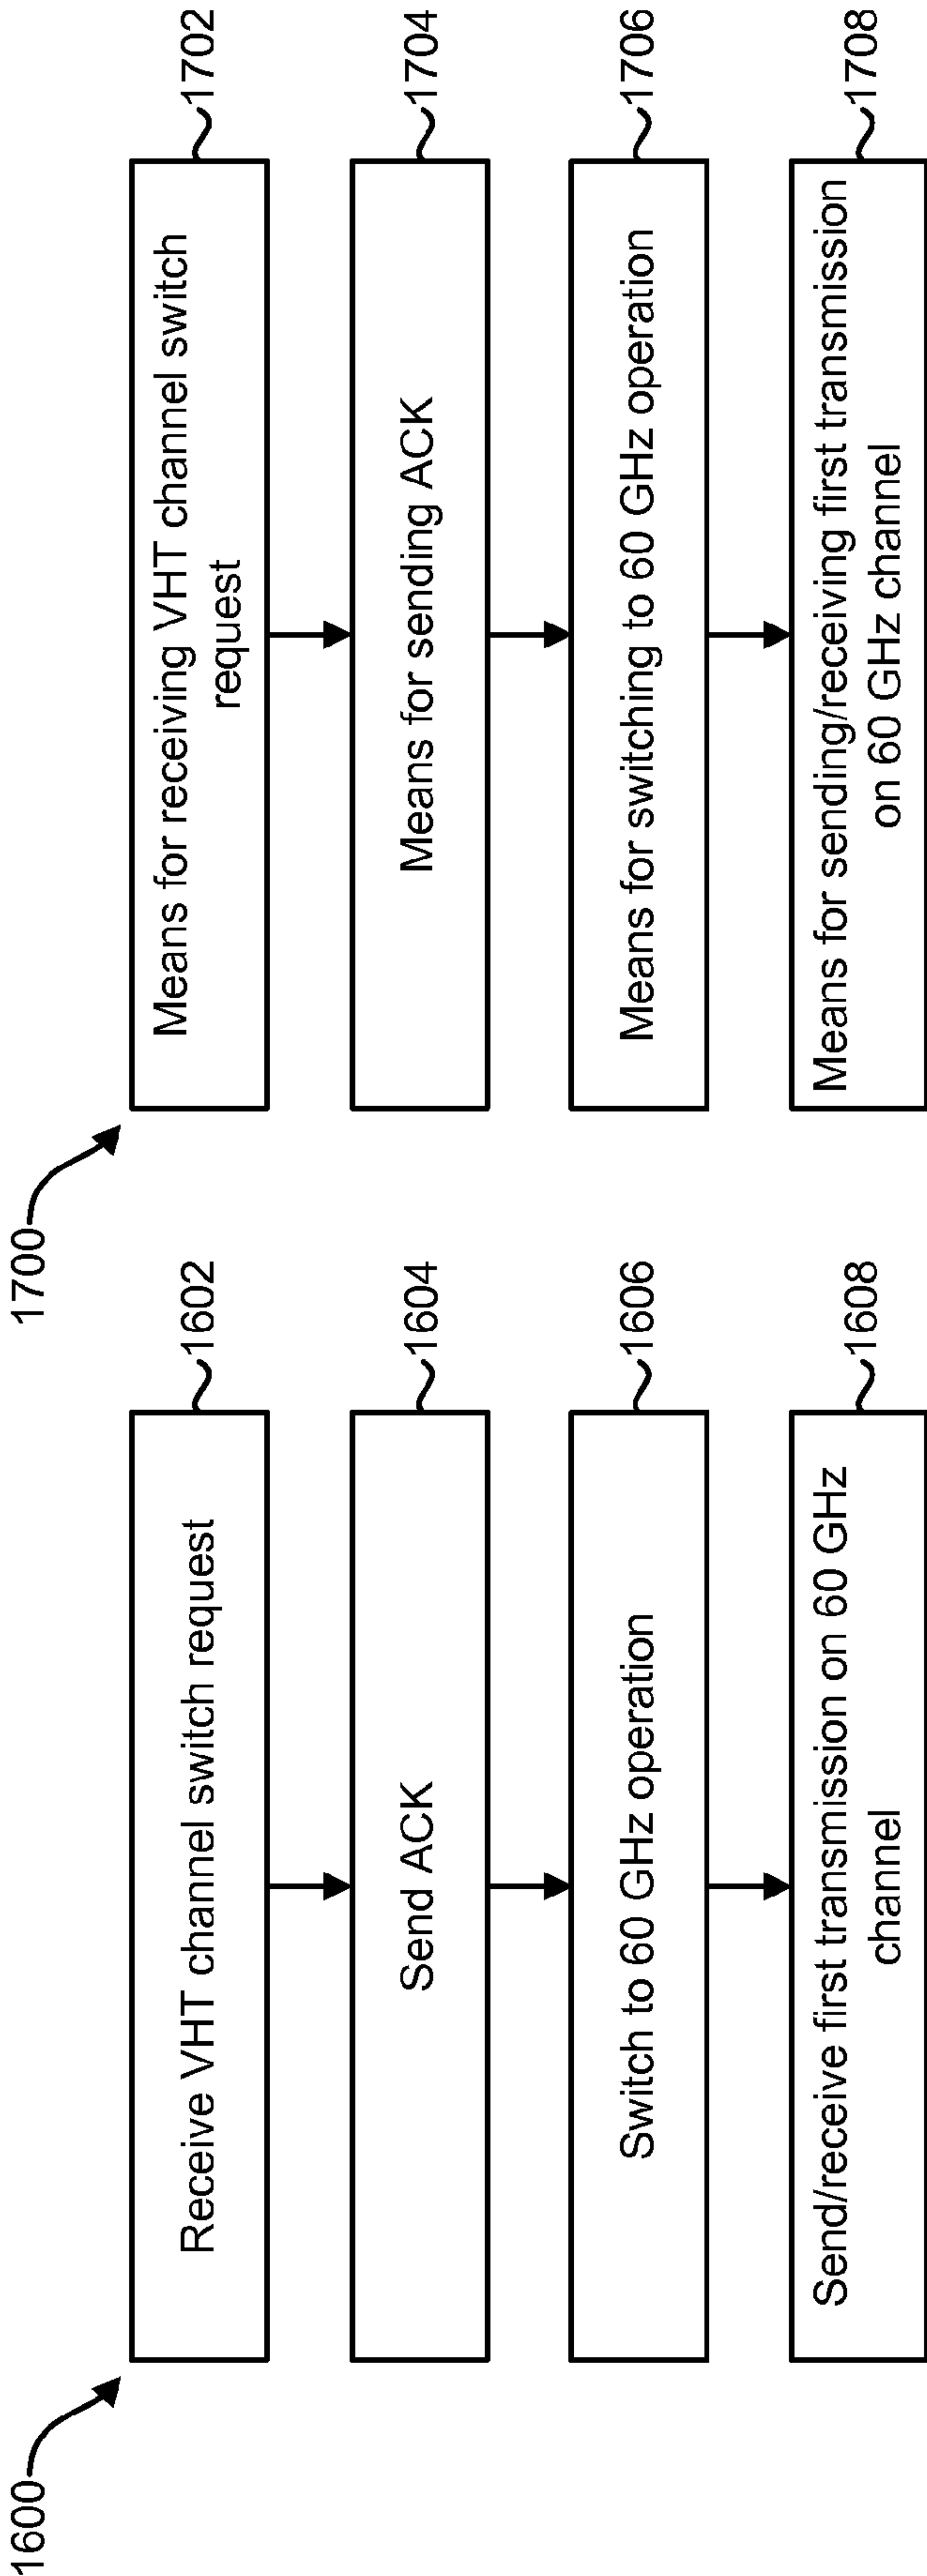 1600
Receive VHT channel switch request
1602
Send ACK
1604
Switch to 60 GHz operation
1606
Send/receive first transmission on 60 GHz
channel
1608
1700
Means for receiving VHT channel switch
request
1702
Means for sending ACK
1704
Means for switching to 60 GHz operation
1706
Means for sending/receiving first transmission
on 60 GHz channel
1708